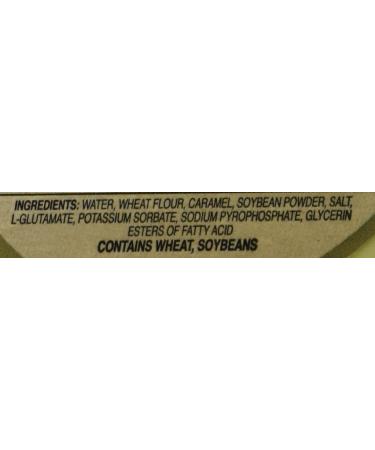 INGREDIENTS: WATER, WHEAT FLOUR, CARAMEL, SOYBEAN POWDER, SALT,
L-GLUTAMATE, POTASSIUM SORBATE, SODIUM PYROPHOSPHATE, GLYCERIN
ESTERS OF FATTY ACID
CONTAINS WHEAT, SOYBEANS